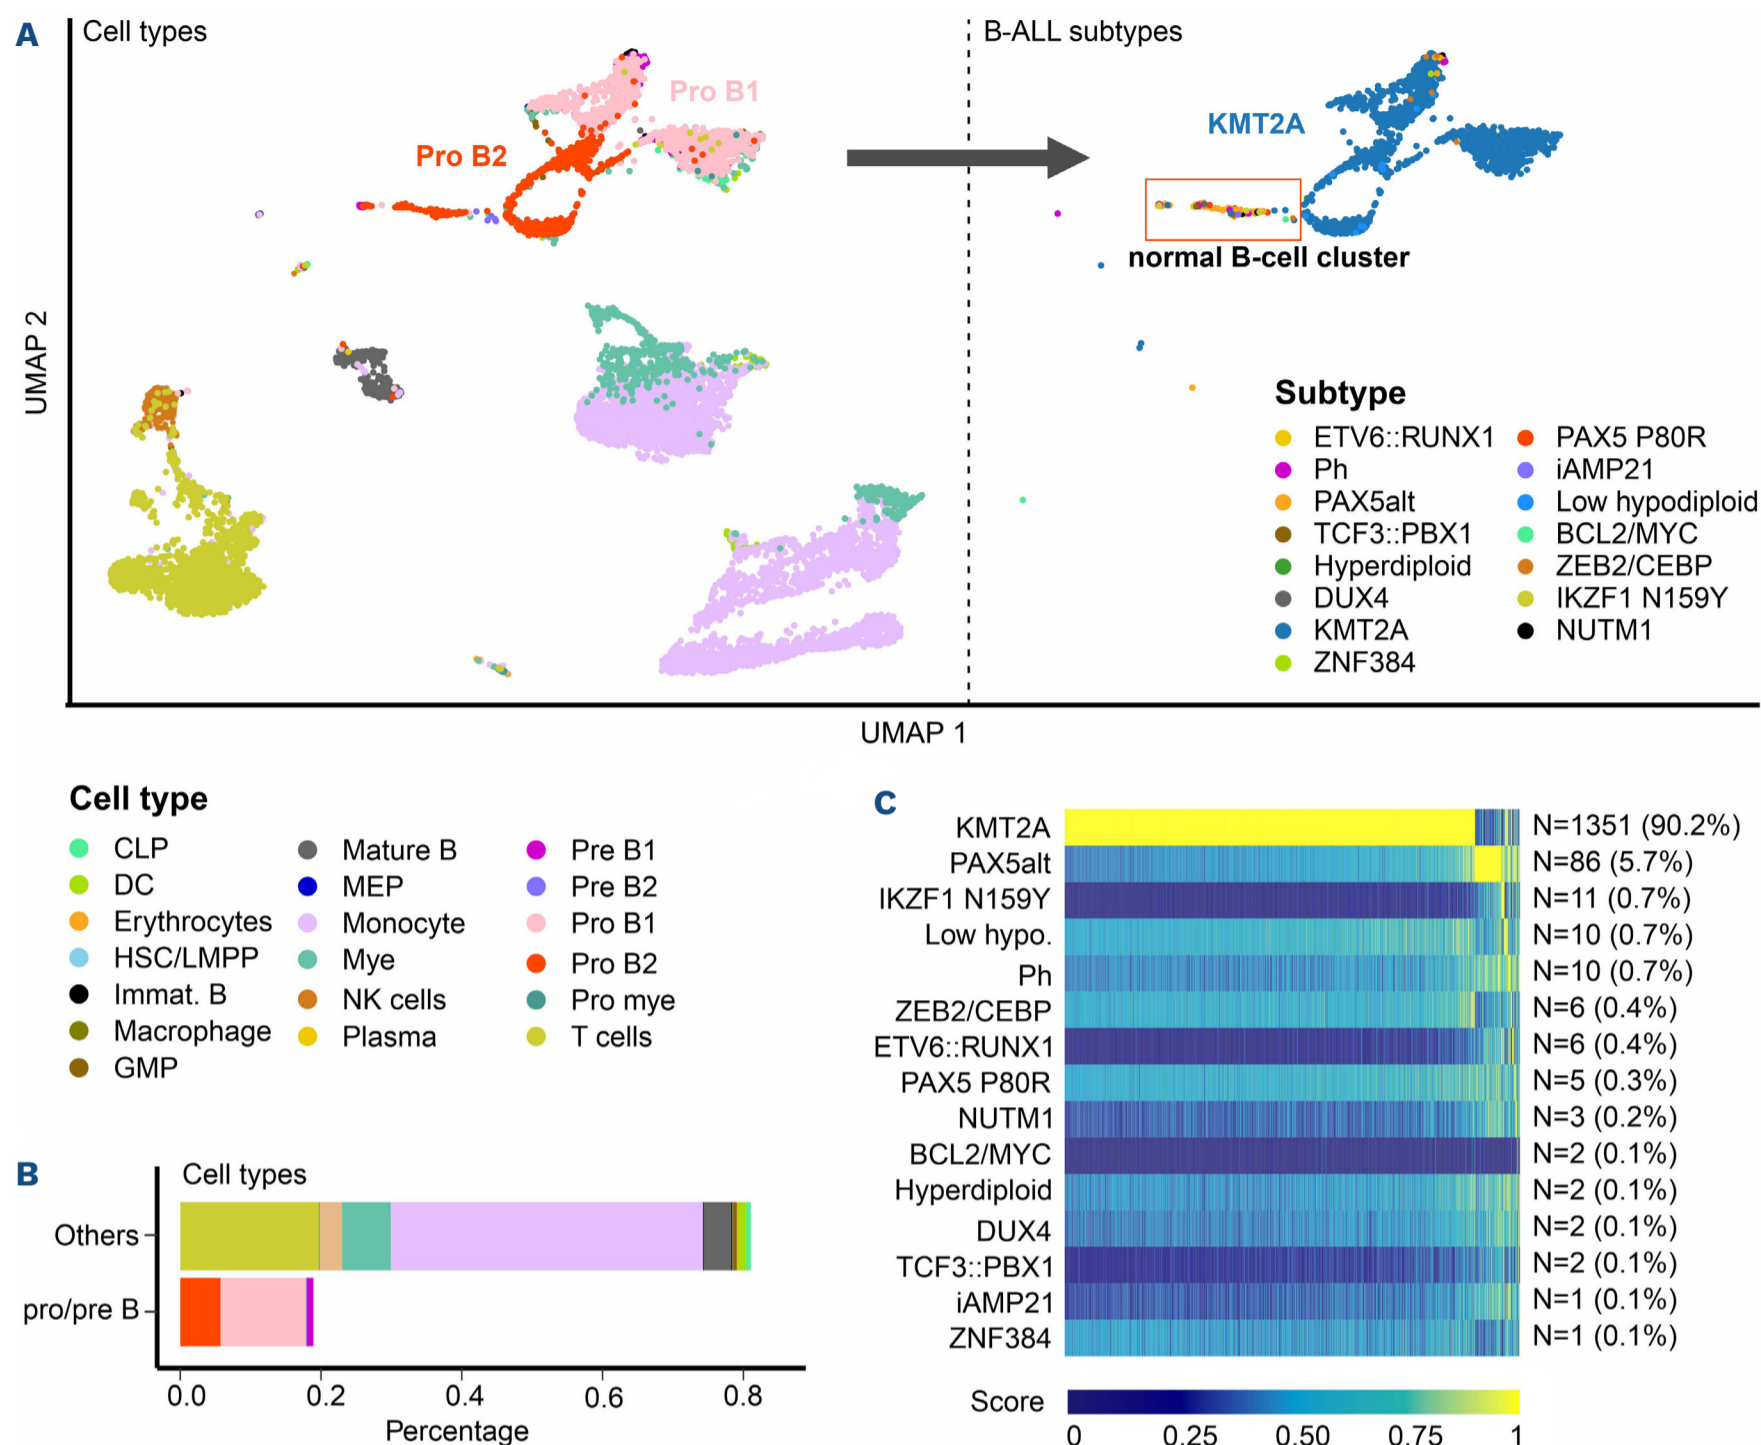 A
Cell types
B-ALL subtypes
Pro B1
Pro B2
KMT2A
normal B-cell cluster
UMAP 2
UMAP 1
Subtype
ETV6::RUNX1
Ph
PAX5alt
TCF3::PBX1
Hyperdiploid
DUX4
KMT2A
ZNF384
PAX5 P80R
iAMP21
Low hypodiploid
BCL2/MYC
ZEB2/CEBP
IKZF1 N159Y
NUTM1
Cell type
CLP
DC
Erythrocytes
HSC/LMPP
Immat. B
Macrophage
GMP
Mature B
MEP
Monocyte
Mye
NK cells
Plasma
Pre B1
Pre B2
Pro B1
Pro B2
Pro mye
T cells
B
Cell types
Others
pro/pre B
0.0 0.2 0.4 0.6 0.8
Percentage
C
KMT2A N=1351 (90.2%)
PAX5alt N=86 (5.7%)
IKZF1 N159Y N=11 (0.7%)
Low hypo. N=10 (0.7%)
Ph N=10 (0.7%)
ZEB2/CEBP N=6 (0.4%)
ETV6::RUNX1 N=6 (0.4%)
PAX5 P80R N=5 (0.3%)
NUTM1 N=3 (0.2%)
BCL2/MYC N=2 (0.1%)
Hyperdiploid N=2 (0.1%)
DUX4 N=2 (0.1%)
TCF3::PBX1 N=2 (0.1%)
iAMP21 N=1 (0.1%)
ZNF384 N=1 (0.1%)
Score
0 0.25 0.50 0.75 1